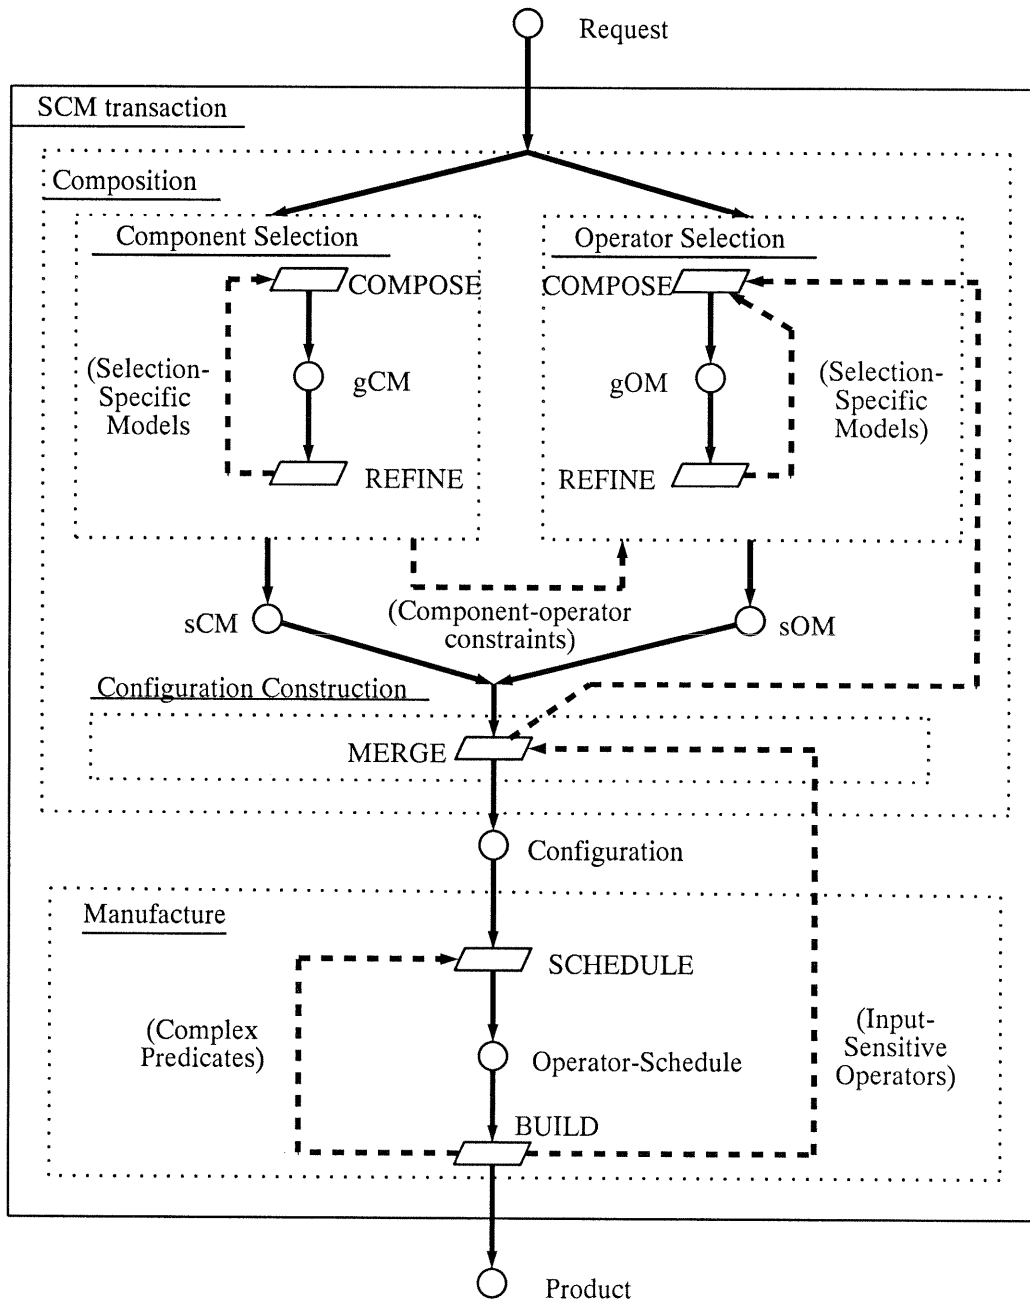 Request
SCM transaction
Composition
Component Selection
Operator Selection
COMPOSE
COMPOSE
(Selection-
Specific
Models
gCM
gOM
(Selection-
Specific
Models)
REFINE
REFINE
sCM
(Component-operator
constraints)
sOM
Configuration Construction
MERGE
Configuration
Manufacture
SCHEDULE
(Complex
Predicates)
Operator-Schedule
(Input-
Sensitive
Operators)
BUILD
Product